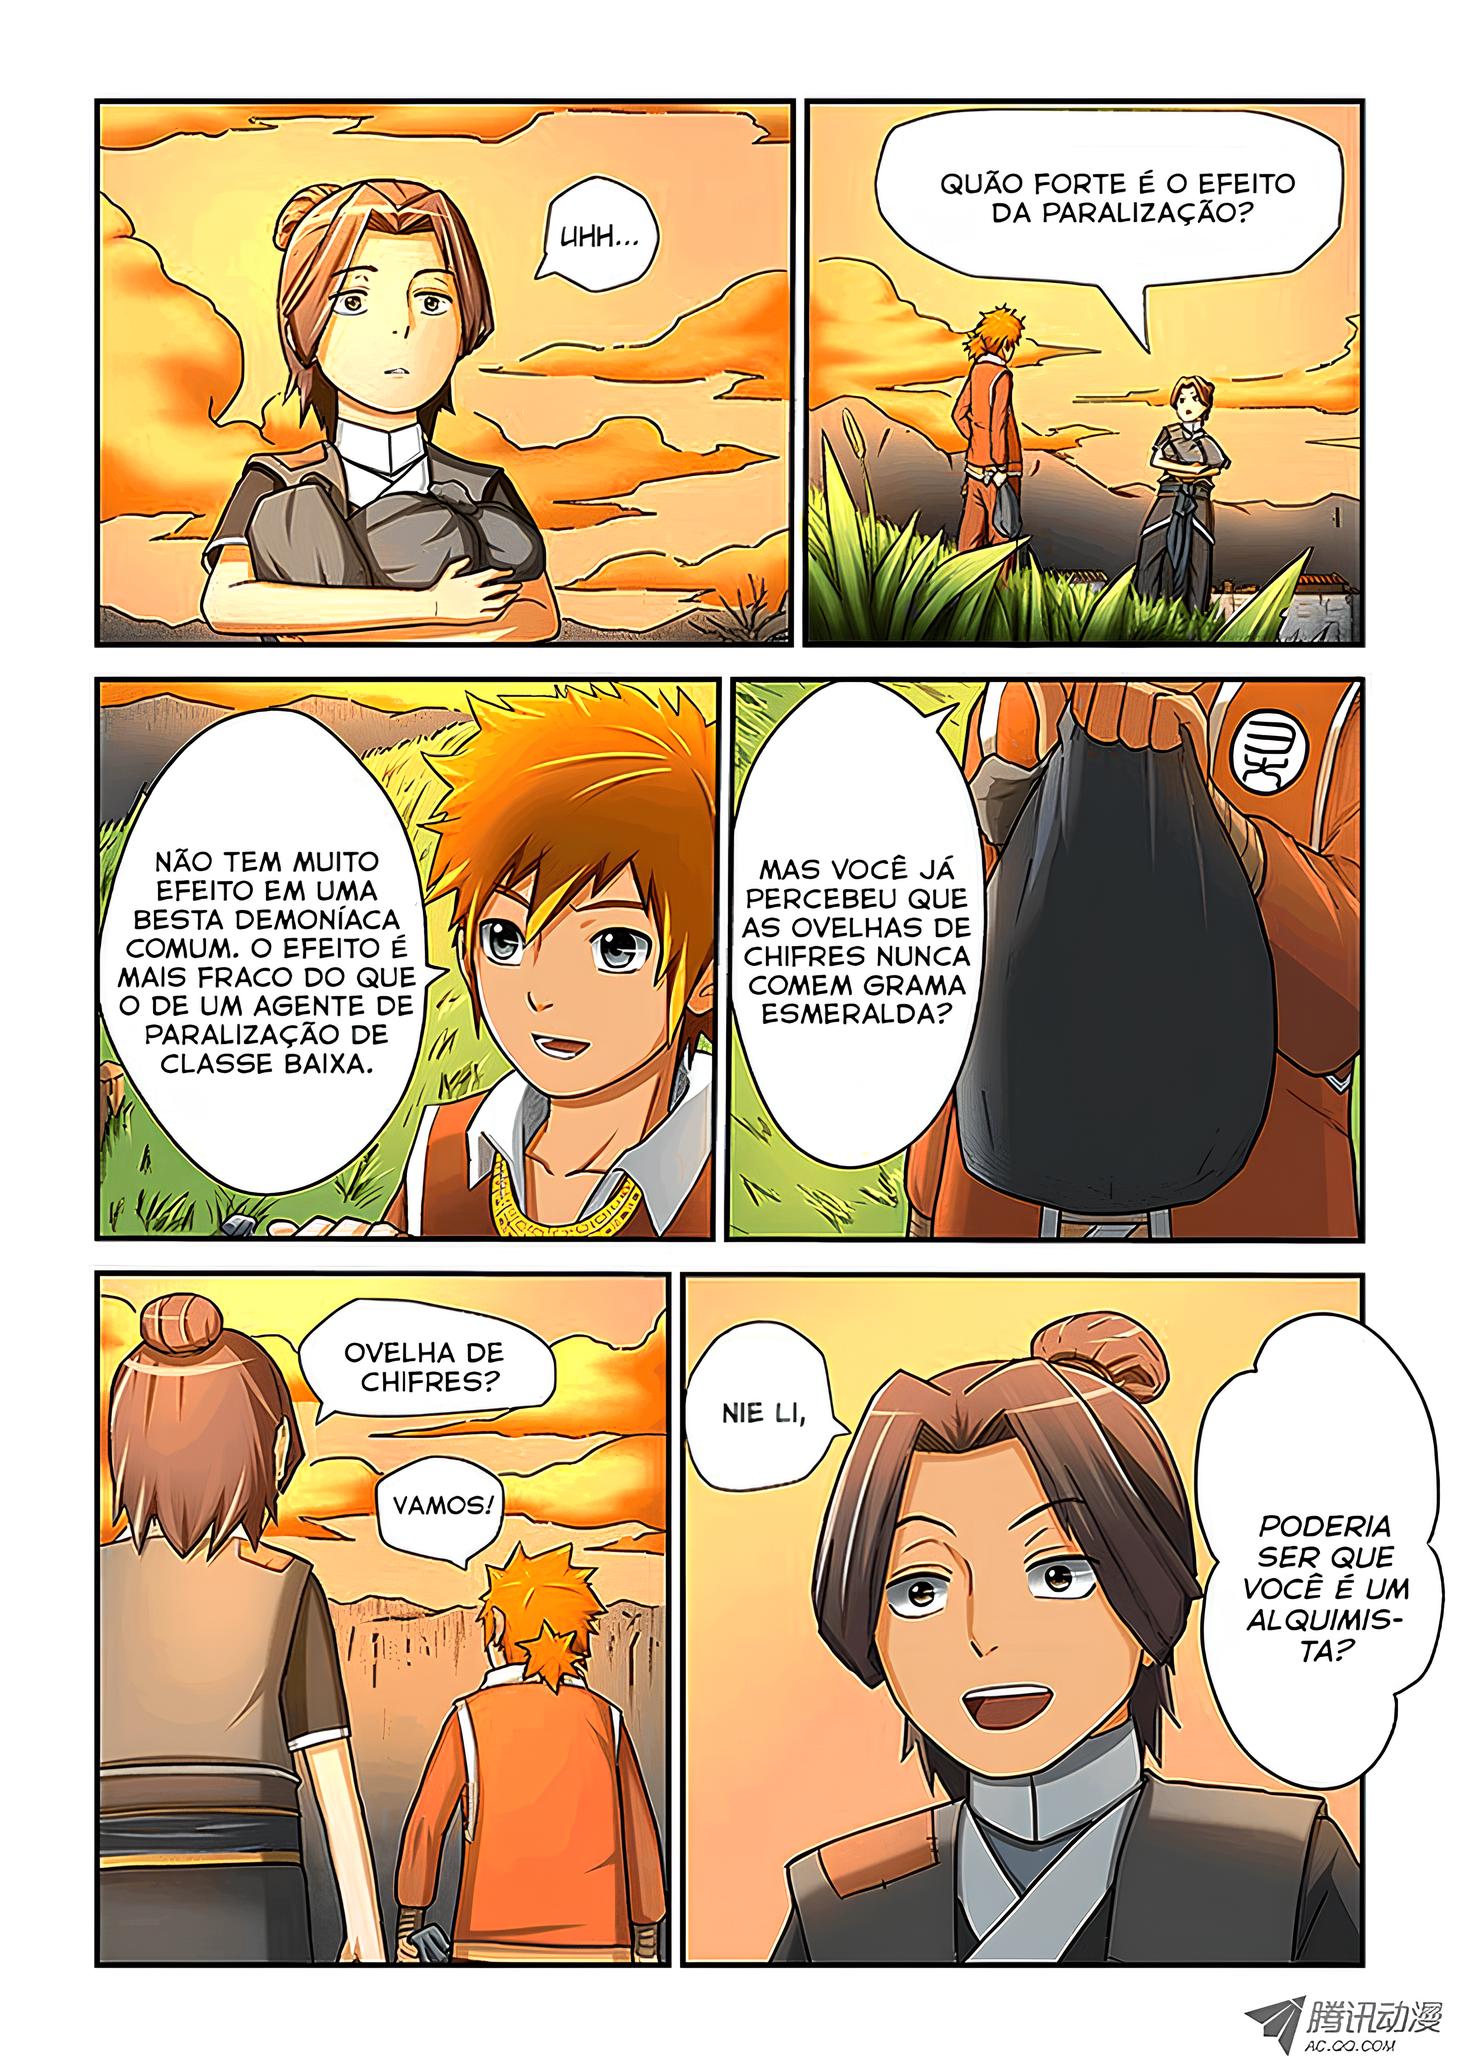 UHH...
QUÃO FORTE É O EFEITO
DA PARALIZAÇÃO?
NÃO TEM MUITO
EFEITO EM UMA
BESTA DEMONÍACA
COMUM. O EFEITO É
MAIS FRACO DO QUE
O DE UM AGENTE DE
PARALIZAÇÃO DE
CLASSE BAIXA.
MAS VOCÊ JÁ
PERCEBEU QUE
AS OVELHAS DE
CHIFRES NUNCA
COMEM GRAMA
ESMERALDA?
OVELHA DE
CHIFRES?
VAMOS!
NIE LI,
PODERIA
SER QUE
VOCÊ É UM
ALQUIMIS-
TA?
腾讯动漫
AC.QQ.COM